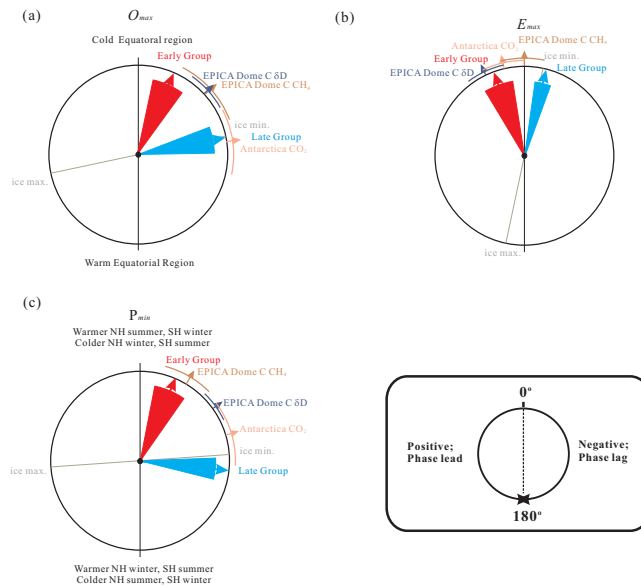 (a)
O max
Cold Equatoral region
Early Group
EPICA Dome C δD
EPICA Dome C CH₄
ice min.
Late Group
Antarctica CO₂
ice max.
Warm Equatorial Region
(b)
E max
EPICA Dome C CH₄
Antarctica CO₂
ice min.
Early Group
EPICA Dome C δD
Late Group
ice max.
(c)
P min
Warmer NH summer, SH winter
Colder NH winter, SH summer
Early Group
EPICA Dome C CH₄
EPICA Dome C δD
Antarctica CO₂
ice min.
ice max.
Late Group
Warmer NH winter, SH summer
Colder NH summer, SH winter
0°
Positive;
Phase lead
Negative;
Phase lag
180°